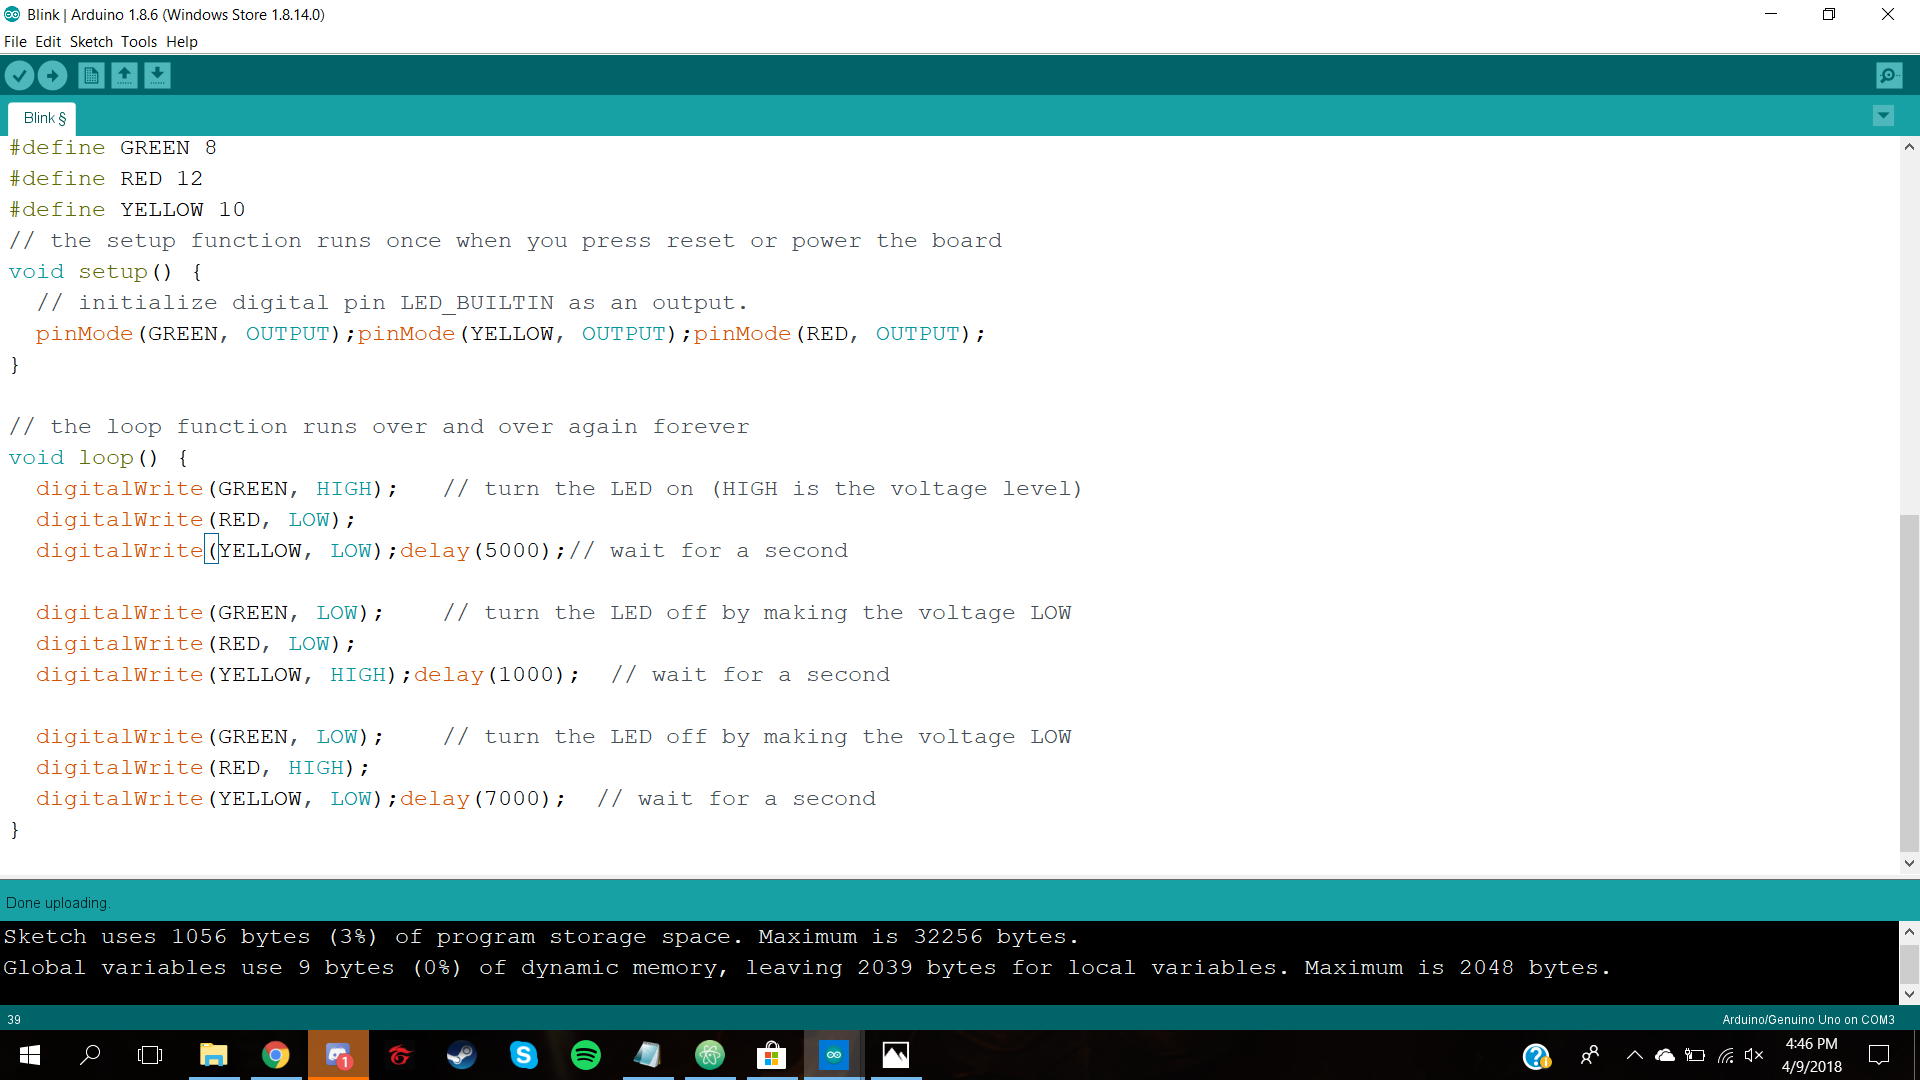 Blink | Arduino 1.8.6 (Windows Store 1.8.14.0)
File Edit Sketch Tools Help
Blink §
#define GREEN 8
#define RED 12
#define YELLOW 10
// the setup function runs once when you press reset or power the board
void setup() {
  // initialize digital pin LED_BUILTIN as an output.
  pinMode(GREEN, OUTPUT);pinMode(YELLOW, OUTPUT);pinMode(RED, OUTPUT);
}
// the loop function runs over and over again forever
void loop() {
  digitalWrite(GREEN, HIGH);   // turn the LED on (HIGH is the voltage level)
  digitalWrite(RED, LOW);
  digitalWrite(YELLOW, LOW);delay(5000);// wait for a second
  digitalWrite(GREEN, LOW);    // turn the LED off by making the voltage LOW
  digitalWrite(RED, LOW);
  digitalWrite(YELLOW, HIGH);delay(1000);  // wait for a second
  digitalWrite(GREEN, LOW);    // turn the LED off by making the voltage LOW
  digitalWrite(RED, HIGH);
  digitalWrite(YELLOW, LOW);delay(7000);  // wait for a second
}
Done uploading.
Sketch uses 1056 bytes (3%) of program storage space. Maximum is 32256 bytes.
Global variables use 9 bytes (0%) of dynamic memory, leaving 2039 bytes for local variables. Maximum is 2048 bytes.
39
Arduino/Genuino Uno on COM3
1
4:46 PM
4/9/2018